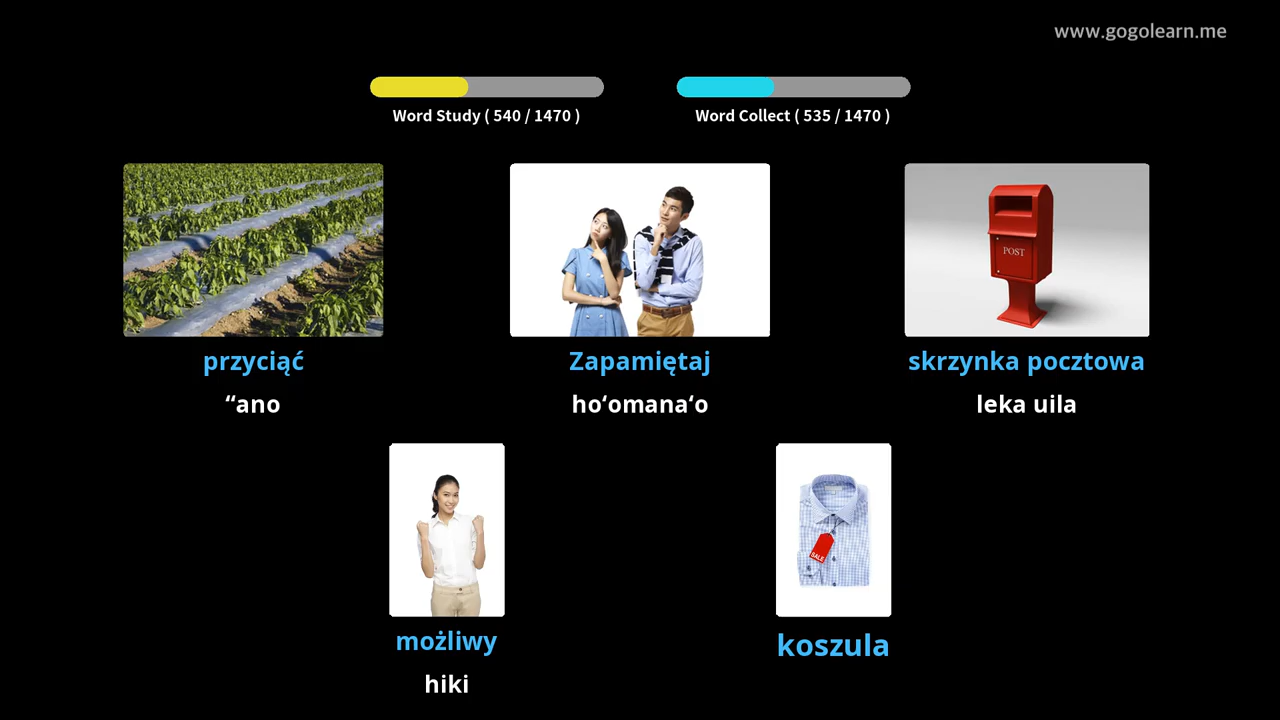 www.gogolearn.me
Word Study ( 540 / 1470 )
Word Collect ( 535 / 1470 )
POST
przyciąć
Zapamiętaj
skrzynka pocztowa
“ano
ho‘omana‘o
leka uila
SALE
możliwy
koszula
hiki